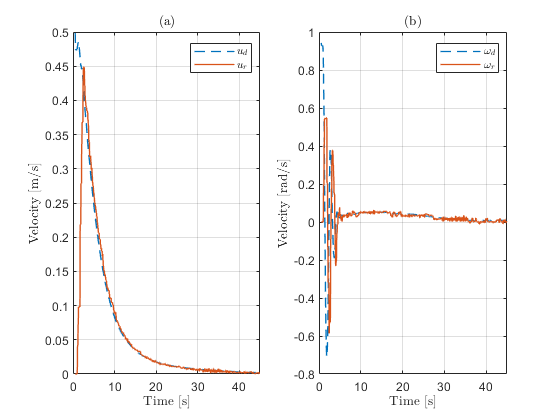 (a)
0.5
0.45
0.4
0.35
0.3
0.25
0.2
0.15
0.1
0.05
0
Velocity [m/s]
u_d
u_r
0 10 20 30 40
Time [s]
(b)
1
0.8
0.6
0.4
0.2
0
-0.2
-0.4
-0.6
-0.8
Velocity [rad/s]
ω_d
ω_r
0 10 20 30 40
Time [s]